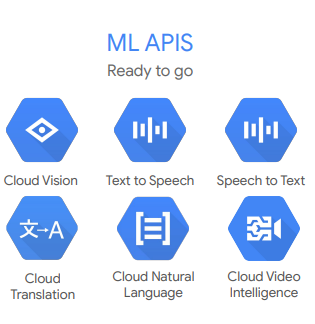 ML APIS
Ready to go
Cloud Vision
Text to Speech
Speech to Text
文→A
Cloud
Translation
Cloud Natural
Language
Cloud Video
Intelligence